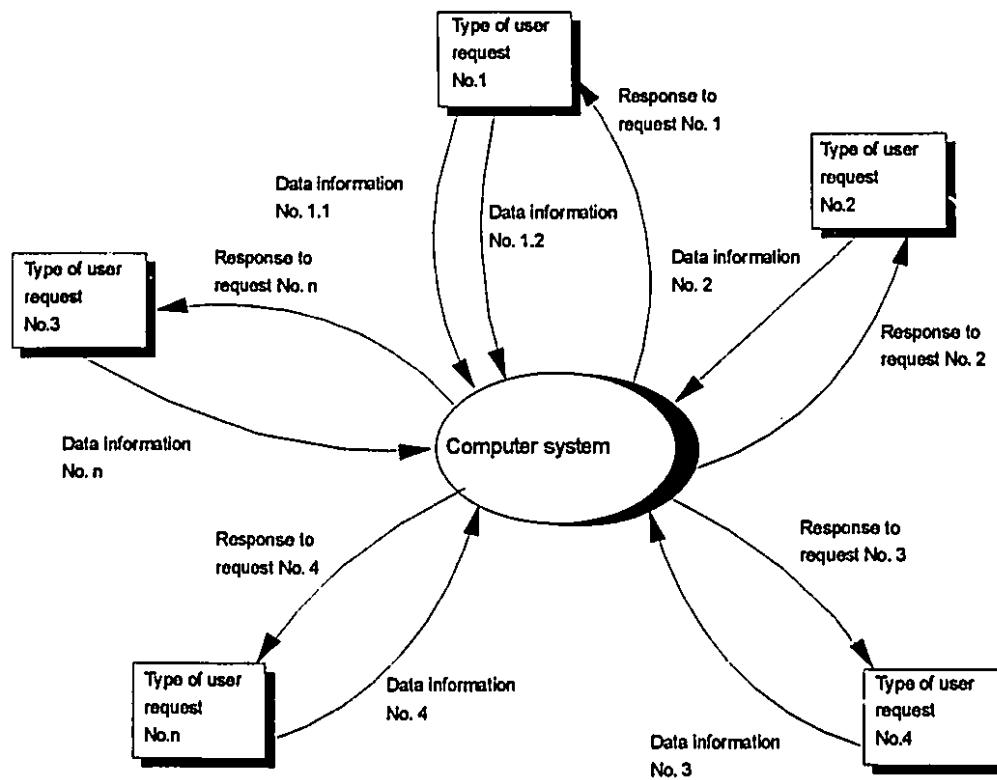 Type of user
request
No.1
Response to
request No. 1
Type of user
request
No.2
Data information
No. 1.1
Data information
No. 1.2
Data information
No. 2
Response to
request No. n
Type of user
request
No.3
Response to
request No. 2
Data information
No. n
Computer system
Response to
request No. 4
Response to
request No. 3
Type of user
request
No.n
Data information
No. 4
Type of user
request
No.4
Data information
No. 3